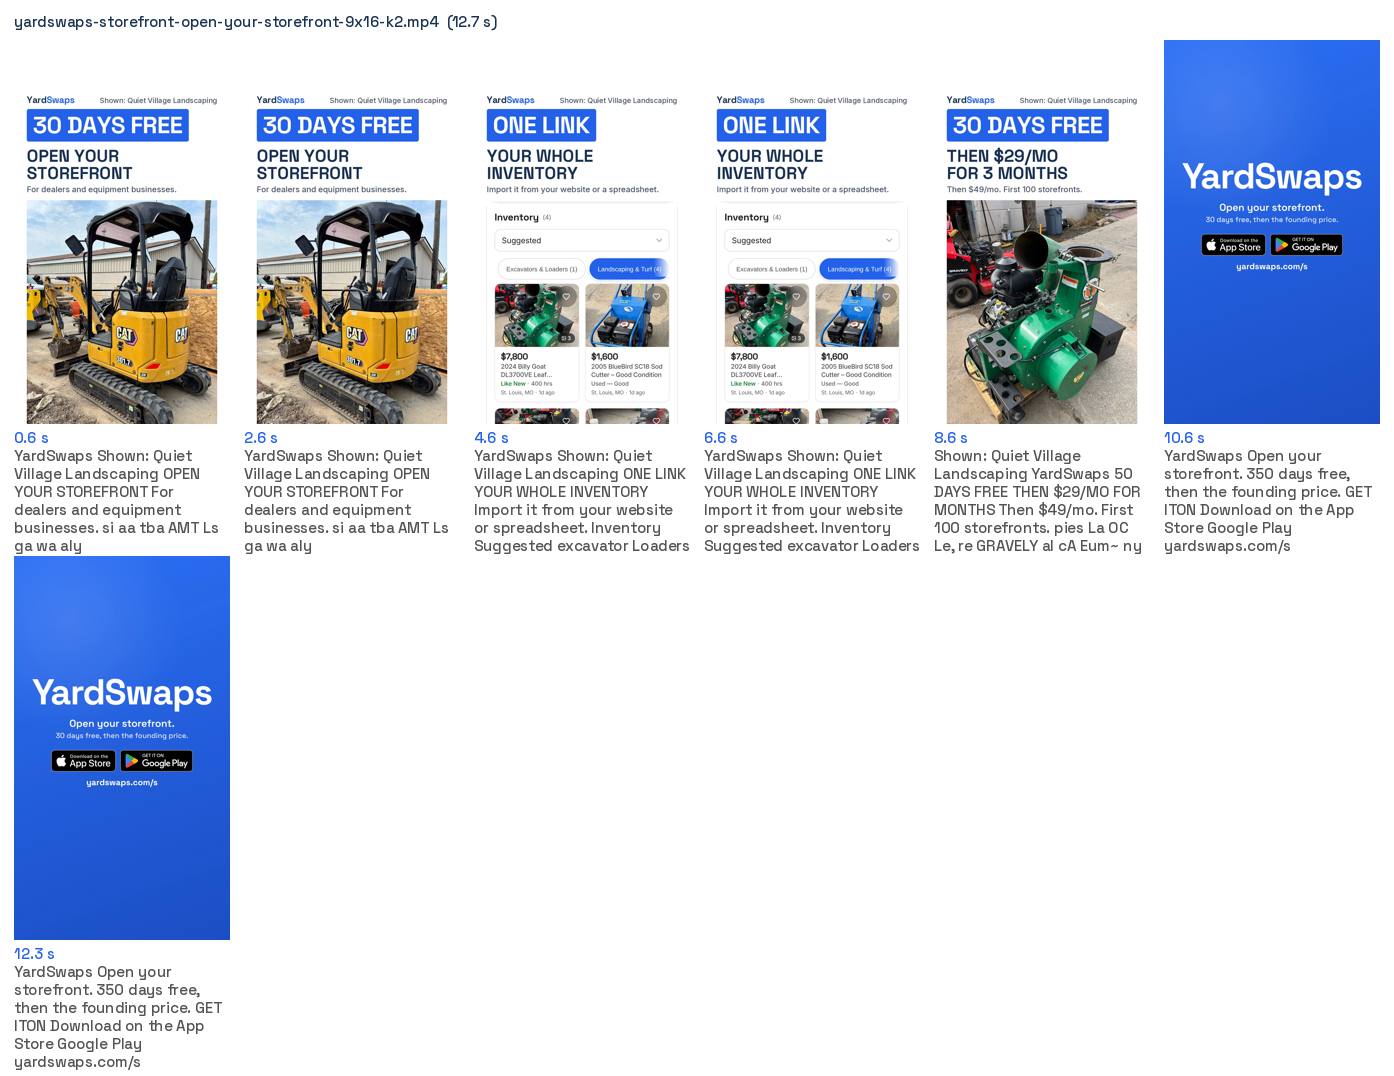 yardswaps-storefront-open-your-storefront-9x16-k2.mp4 (12.7 s)
YardSwaps Shown: Quiet Village Landscaping
30 DAYS FREE
OPEN YOUR
STOREFRONT
For dealers and equipment businesses.
CAT
CAT
301.7
0.6 s
YardSwaps Shown: Quiet
Village Landscaping OPEN
YOUR STOREFRONT For
dealers and equipment
businesses. si aa tba AMT Ls
ga wa aly
YardSwaps Shown: Quiet Village Landscaping
30 DAYS FREE
OPEN YOUR
STOREFRONT
For dealers and equipment businesses.
CAT
CAT
301.7
2.6 s
YardSwaps Shown: Quiet
Village Landscaping OPEN
YOUR STOREFRONT For
dealers and equipment
businesses. si aa tba AMT Ls
ga wa aly
YardSwaps Shown: Quiet Village Landscaping
ONE LINK
YOUR WHOLE
INVENTORY
Import it from your website or a spreadsheet.
Inventory (4)
Suggested
Excavators & Loaders (1) Landscaping & Turf (4)
3
$7,800 $1,600
2024 Billy Goat 2005 BlueBird SC18 Sod
DL3700VE Leaf... Cutter – Good Condition
Like New · 400 hrs Used — Good
St. Louis, MO · 1d ago St. Louis, MO · 1d ago
4.6 s
YardSwaps Shown: Quiet
Village Landscaping ONE LINK
YOUR WHOLE INVENTORY
Import it from your website
or spreadsheet. Inventory
Suggested excavator Loaders
YardSwaps Shown: Quiet Village Landscaping
ONE LINK
YOUR WHOLE
INVENTORY
Import it from your website or a spreadsheet.
Inventory (4)
Suggested
Excavators & Loaders (1) Landscaping & Turf (4)
3
$7,800 $1,600
2024 Billy Goat 2005 BlueBird SC18 Sod
DL3700VE Leaf... Cutter – Good Condition
Like New · 400 hrs Used — Good
St. Louis, MO · 1d ago St. Louis, MO · 1d ago
6.6 s
YardSwaps Shown: Quiet
Village Landscaping ONE LINK
YOUR WHOLE INVENTORY
Import it from your website
or spreadsheet. Inventory
Suggested excavator Loaders
YardSwaps Shown: Quiet Village Landscaping
30 DAYS FREE
THEN $29/MO
FOR 3 MONTHS
Then $49/mo. First 100 storefronts.
GRAVELY
8.6 s
Shown: Quiet Village
Landscaping YardSwaps 50
DAYS FREE THEN $29/MO FOR
MONTHS Then $49/mo. First
100 storefronts. pies La OC
Le, re GRAVELY al cA Eum~ ny
YardSwaps
Open your storefront.
30 days free, then the founding price.
Download on the App Store GET IT ON Google Play
yardswaps.com/s
10.6 s
YardSwaps Open your
storefront. 350 days free,
then the founding price. GET
ITON Download on the App
Store Google Play
yardswaps.com/s
YardSwaps
Open your storefront.
30 days free, then the founding price.
Download on the App Store GET IT ON Google Play
yardswaps.com/s
12.3 s
YardSwaps Open your
storefront. 350 days free,
then the founding price. GET
ITON Download on the App
Store Google Play
yardswaps.com/s